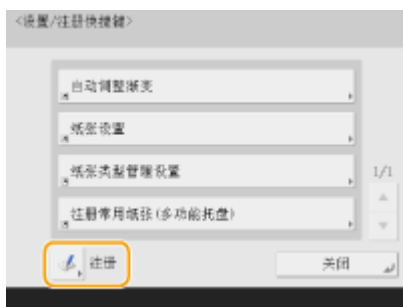 <设置/注册快捷键>
自动调整渐变
纸张设置
纸张类型管理设置
注册常用纸张(多功能托盘)
1/1
注册
关闭